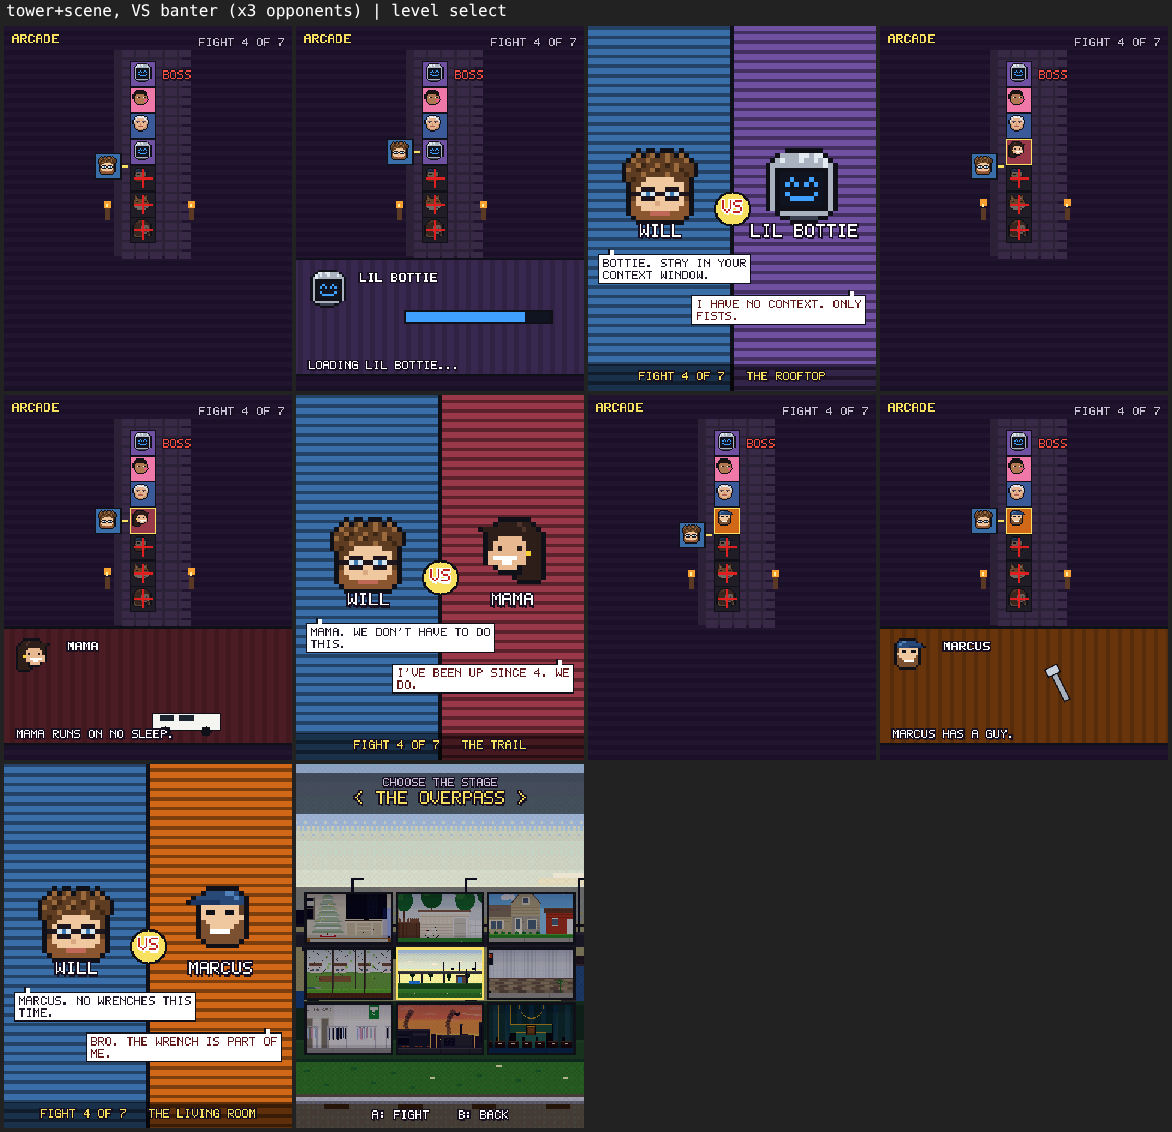 tower+scene, VS banter (x3 opponents) | level select
ARCADE
FIGHT 4 OF 7
BOSS
ARCADE
FIGHT 4 OF 7
BOSS
LIL BOTTIE
LOADING LIL BOTTIE...
VS
WILL
LIL BOTTIE
BOTTIE. STAY IN YOUR
CONTEXT WINDOW.
I HAVE NO CONTEXT. ONLY
FISTS.
FIGHT 4 OF 7
THE ROOFTOP
ARCADE
FIGHT 4 OF 7
BOSS
ARCADE
FIGHT 4 OF 7
BOSS
MAMA
MAMA RUNS ON NO SLEEP.
VS
WILL
MAMA
MAMA. WE DON'T HAVE TO DO
THIS.
I'VE BEEN UP SINCE 4. WE
DO.
FIGHT 4 OF 7
THE TRAIL
ARCADE
FIGHT 4 OF 7
BOSS
ARCADE
FIGHT 4 OF 7
BOSS
MARCUS
MARCUS HAS A GUY.
VS
WILL
MARCUS
MARCUS. NO WRENCHES THIS
TIME.
BRO. THE WRENCH IS PART OF
ME.
FIGHT 4 OF 7
THE LIVING ROOM
CHOOSE THE STAGE
< THE OVERPASS >
A: FIGHT
B: BACK